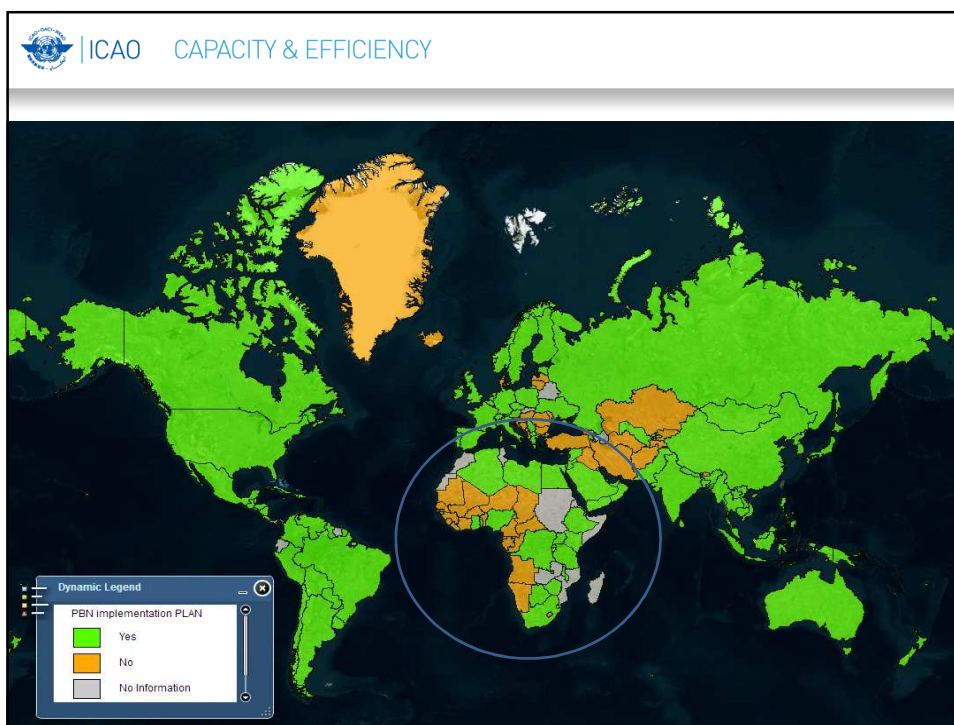 ICAO CAPACITY & EFFICIENCY
Dynamic Legend
PBN implementation PLAN
Yes
No
No Information